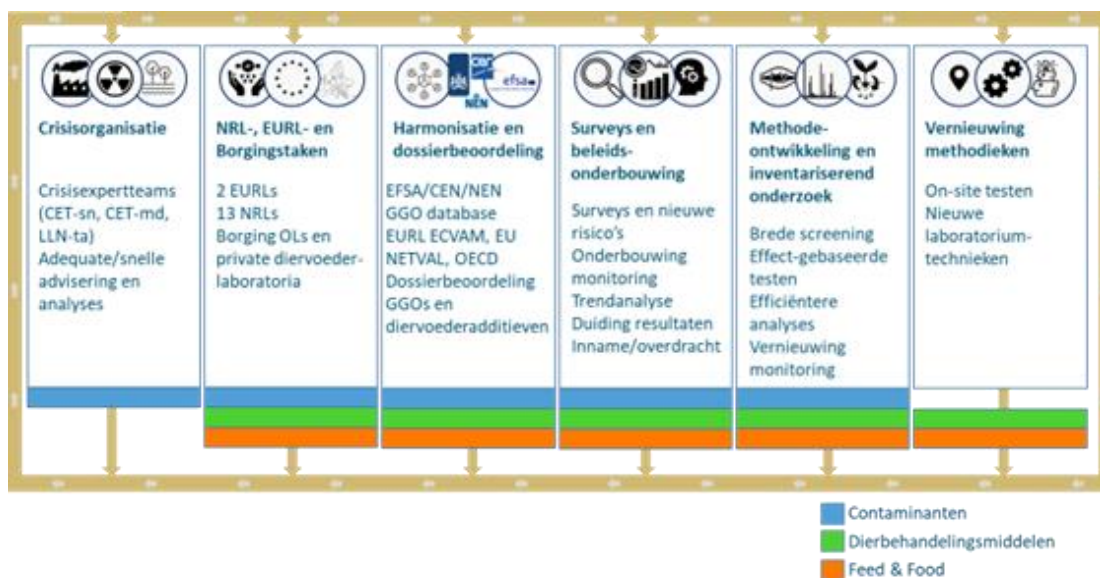 Crisisorganisatie
Crisisexpertteams
(CET-sn, CET-md,
LLN-ta)
Adequate/snelle
advisering en
analyses
NRL-, EURL- en
Borgingstaken
2 EURLs
13 NRLs
Borging OLs en
private diervoeder-
laboratoria
NEN
efsa
Harmonisatie en
dossierbeoordeling
EFSA/CEN/NEN
GGO database
EURL ECVAM, EU
NETVAL, OECD
Dossierbeoordeling
GGOs en
diervoederadditieven
Surveys en
beleids-
onderbouwing
Surveys en nieuwe
risico's
Onderbouwing
monitoring
Trendanalyse
Duiding resultaten
Inname/overdracht
Methode-
ontwikkeling en
inventariserend
onderzoek
Brede screening
Effect-gebaseerde
testen
Efficiëntere
analyses
Vernieuwing
monitoring
Vernieuwing
methodieken
On-site testen
Nieuwe
laboratorium-
technieken
Contaminanten
Dierbehandelingsmiddelen
Feed & Food